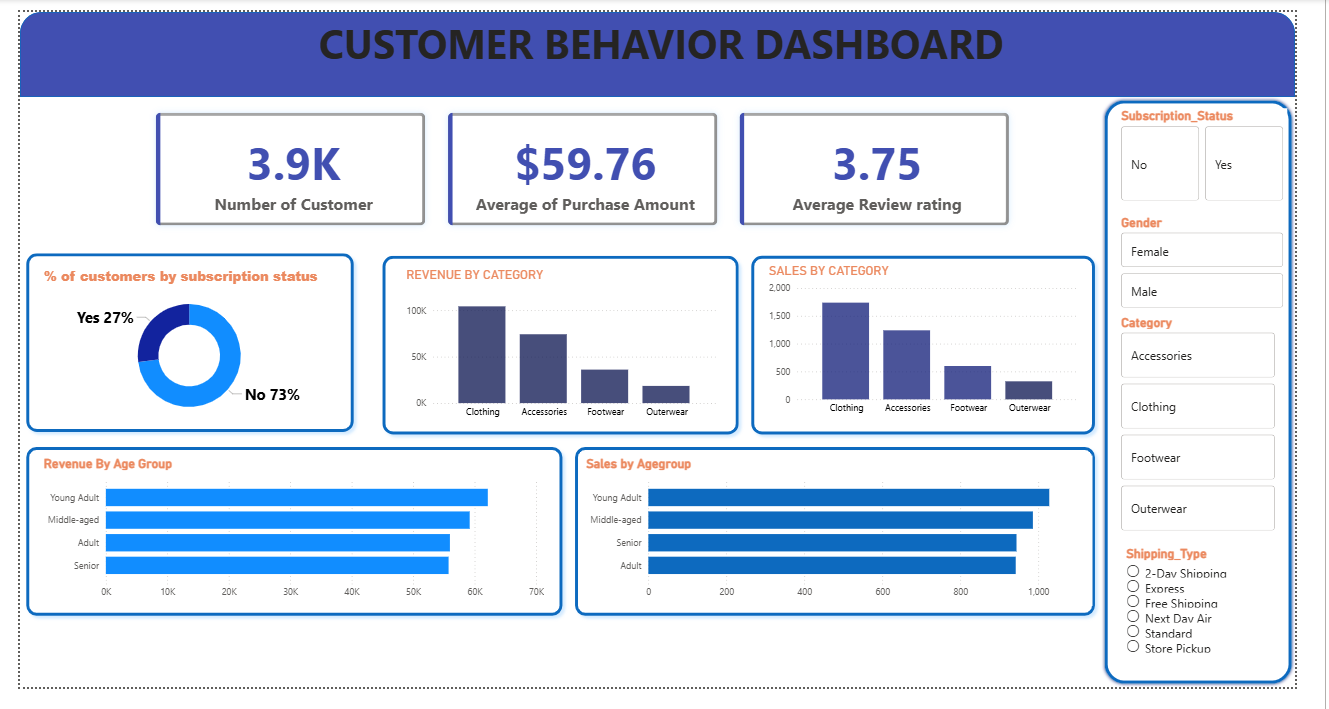 CUSTOMER BEHAVIOR DASHBOARD
3.9K
Number of Customer
$59.76
Average of Purchase Amount
3.75
Average Review rating
% of customers by subscription status
Yes 27%
No 73%
REVENUE BY CATEGORY
100K
50K
0K
Clothing Accessories Footwear Outerwear
SALES BY CATEGORY
2,000
1,500
1,000
500
0
Clothing Accessories Footwear Outerwear
Revenue By Age Group
Young Adult
Middle-aged
Adult
Senior
0K 10K 20K 30K 40K 50K 60K 70K
Sales by Agegroup
Young Adult
Middle-aged
Senior
Adult
0 200 400 600 800 1,000
Subscription_Status
No Yes
Gender
Female
Male
Category
Accessories
Clothing
Footwear
Outerwear
Shipping_Type
2-Day Shipping
Express
Free Shipping
Next Day Air
Standard
Store Pickup